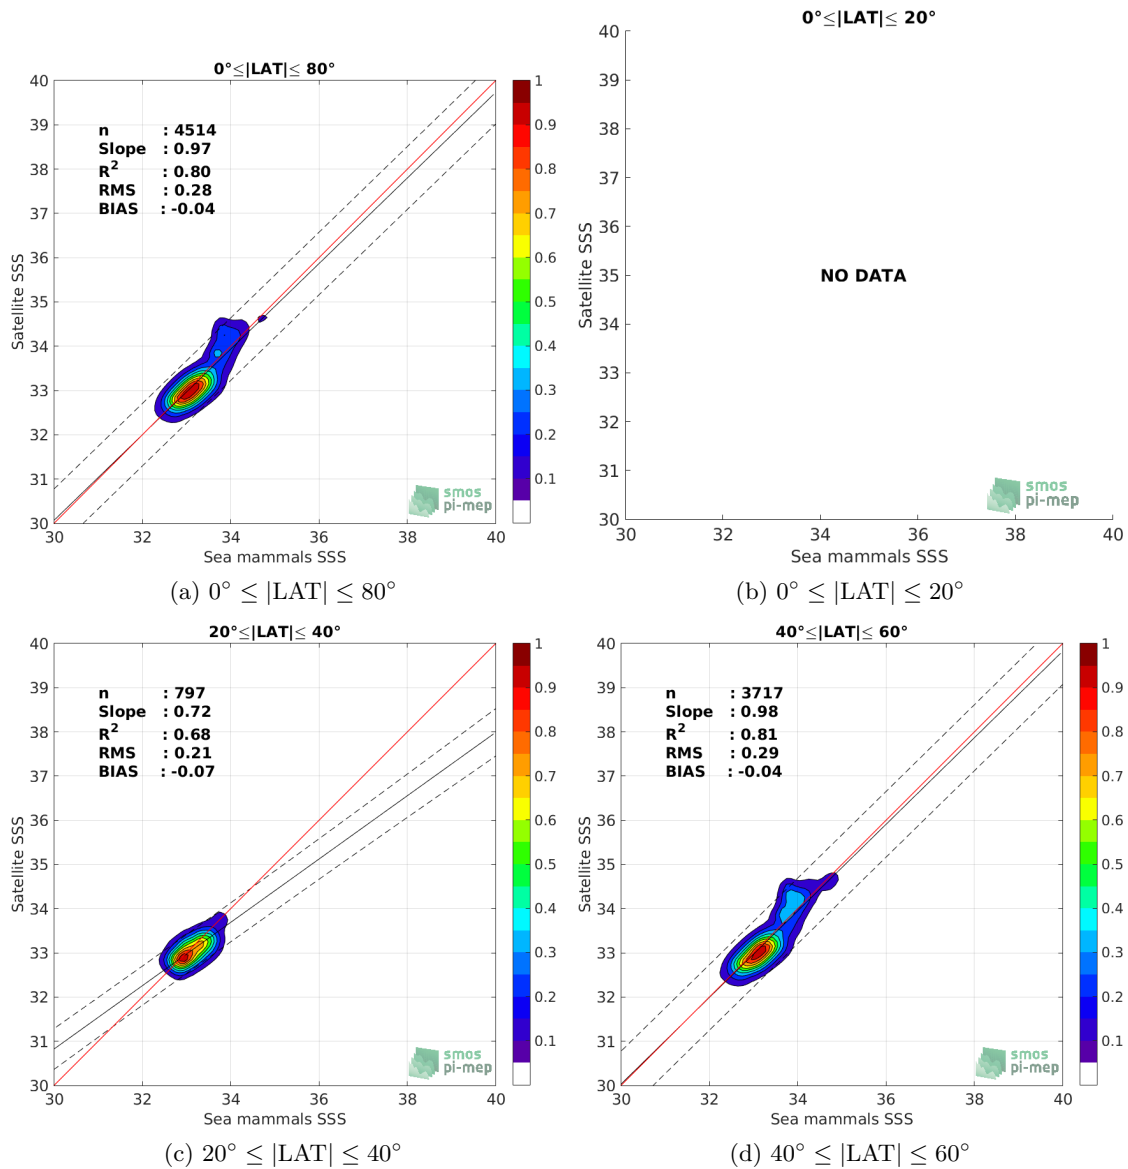 0°≤|LAT|≤ 80°
n : 4514
Slope : 0.97
R2 : 0.80
RMS : 0.28
BIAS : -0.04
40
39
38
37
36
35
34
33
32
31
30
30 32 34 36 38 40
Satellite SSS
Sea mammals SSS
1
0.9
0.8
0.7
0.6
0.5
0.4
0.3
0.2
0.1
smos
pi-mep
(a) 0° ≤ |LAT| ≤ 80°
0°≤|LAT|≤ 20°
40
39
38
37
36
35
34
33
32
31
30
30 32 34 36 38 40
Satellite SSS
Sea mammals SSS
NO DATA
smos
pi-mep
(b) 0° ≤ |LAT| ≤ 20°
20°≤|LAT|≤ 40°
n : 797
Slope : 0.72
R2 : 0.68
RMS : 0.21
BIAS : -0.07
40
39
38
37
36
35
34
33
32
31
30
30 32 34 36 38 40
Satellite SSS
Sea mammals SSS
1
0.9
0.8
0.7
0.6
0.5
0.4
0.3
0.2
0.1
smos
pi-mep
(c) 20° ≤ |LAT| ≤ 40°
40°≤|LAT|≤ 60°
n : 3717
Slope : 0.98
R2 : 0.81
RMS : 0.29
BIAS : -0.04
40
39
38
37
36
35
34
33
32
31
30
30 32 34 36 38 40
Satellite SSS
Sea mammals SSS
1
0.9
0.8
0.7
0.6
0.5
0.4
0.3
0.2
0.1
smos
pi-mep
(d) 40° ≤ |LAT| ≤ 60°